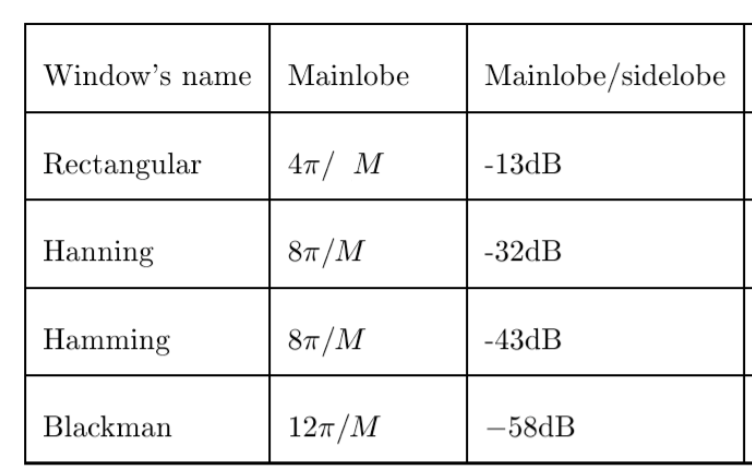 Window's name Mainlobe Mainlobe/sidelobe
Rectangular 4π/ M -13dB
Hanning 8π/M -32dB
Hamming 8π/M -43dB
Blackman 12π/M −58dB